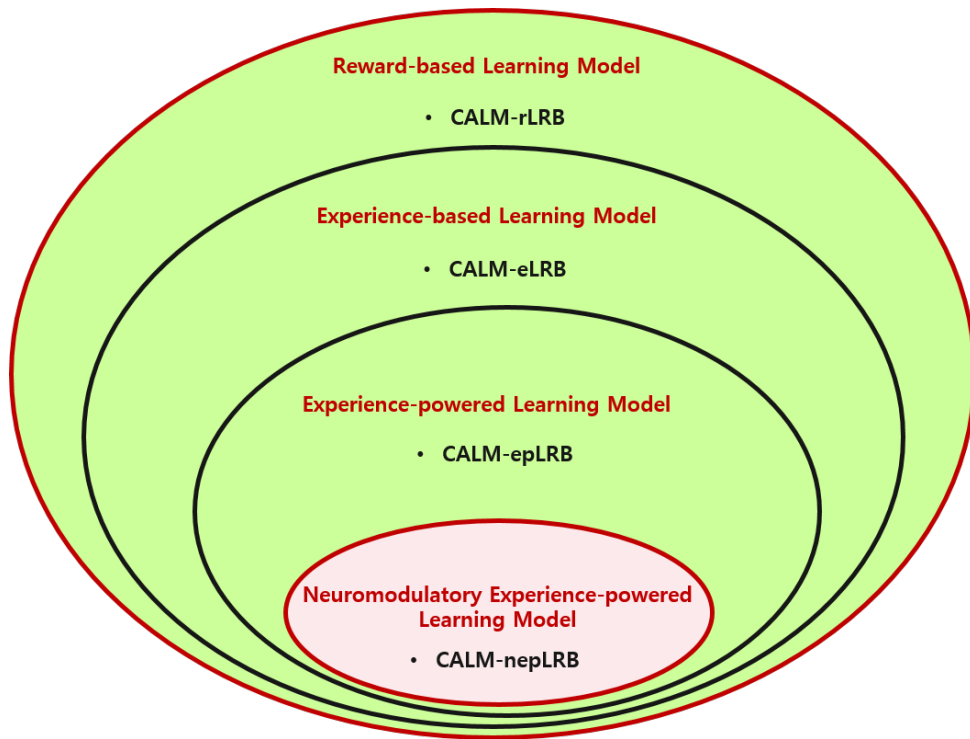 Reward-based Learning Model
• CALM-rLRB
Experience-based Learning Model
• CALM-eLRB
Experience-powered Learning Model
• CALM-epLRB
Neuromodulatory Experience-powered
Learning Model
• CALM-nepLRB